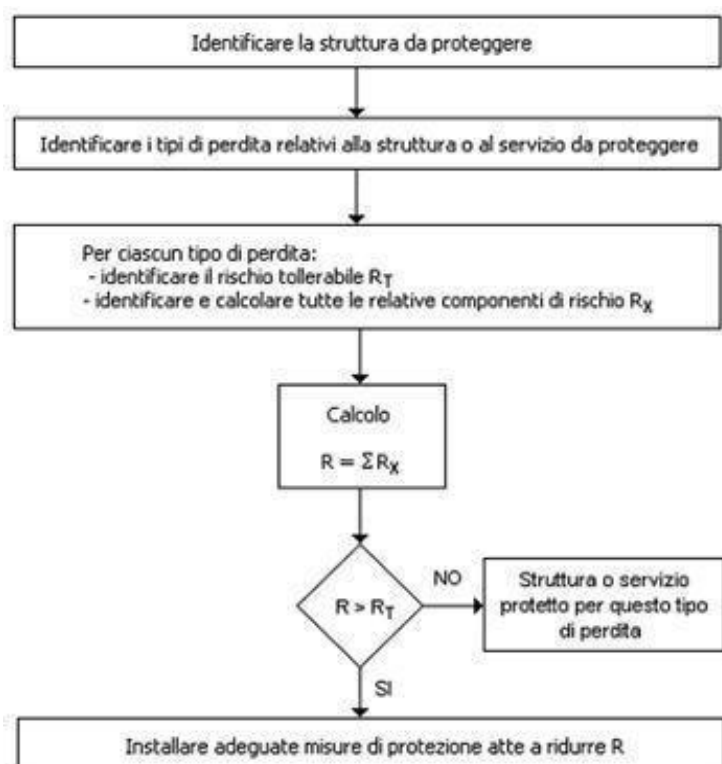 Identificare la struttura da proteggere
Identificare i tipi di perdita relativi alla struttura o al servizio da proteggere
Per ciascun tipo di perdita:
- identificare il rischio tollerabile R_T
- identificare e calcolare tutte le relative componenti di rischio R_X
Calcolo
R = Σ R_X
R > R_T
NO
Struttura o servizio
protetto per questo tipo
di perdita
SI
Installare adeguate misure di protezione atte a ridurre R